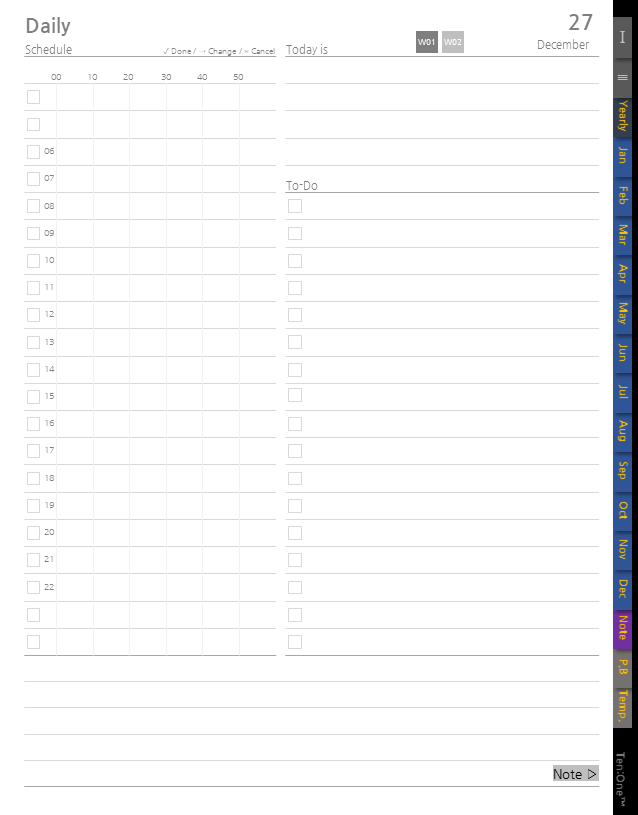 Daily
27
Schedule
✓ Done / → Change / × Cancel
Today is
W01 W02
December
00 10 20 30 40 50
06
07
To-Do
08
09
10
11
12
13
14
15
16
17
18
19
20
21
22
Note ▷
I
≡
Yearly
Jan
Feb
Mar
Apr
May
Jun
Jul
Aug
Sep
Oct
Nov
Dec
Note
P.B
Temp.
Ten:One™